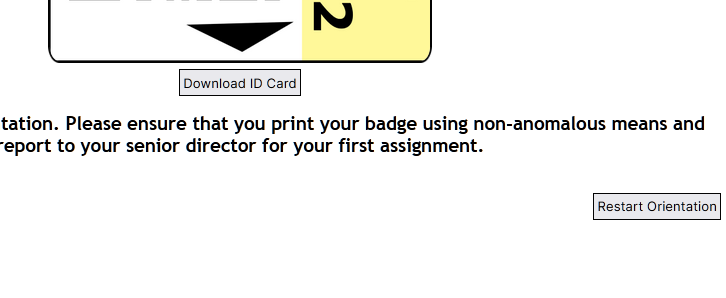 2
Download ID Card
tation. Please ensure that you print your badge using non-anomalous means and
report to your senior director for your first assignment.
Restart Orientation